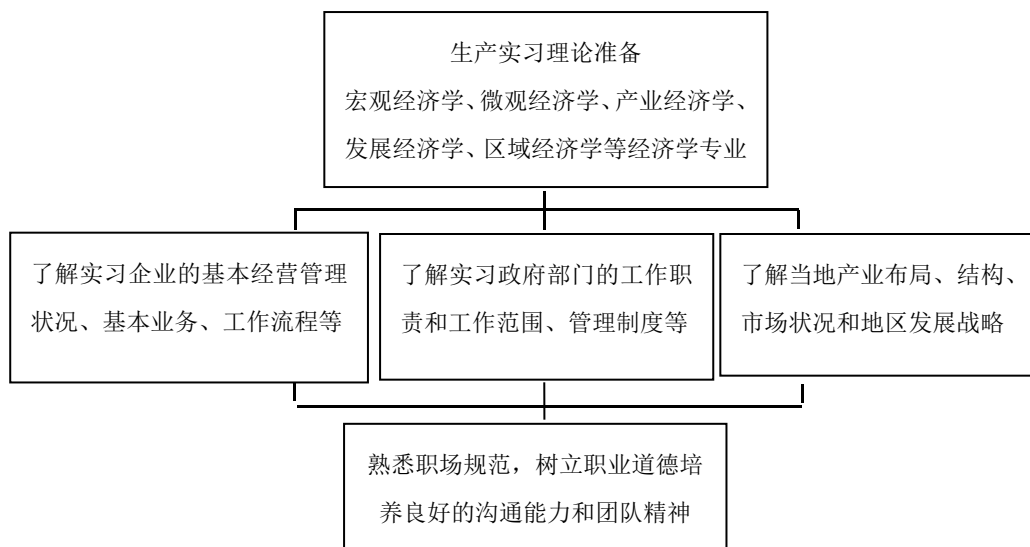 生产实习理论准备
宏观经济学、微观经济学、产业经济学、
发展经济学、区域经济学等经济学专业
了解实习企业的基本经营管理
状况、基本业务、工作流程等
了解实习政府部门的工作职
责和工作范围、管理制度等
了解当地产业布局、结构、
市场状况和地区发展战略
熟悉职场规范，树立职业道德培
养良好的沟通能力和团队精神